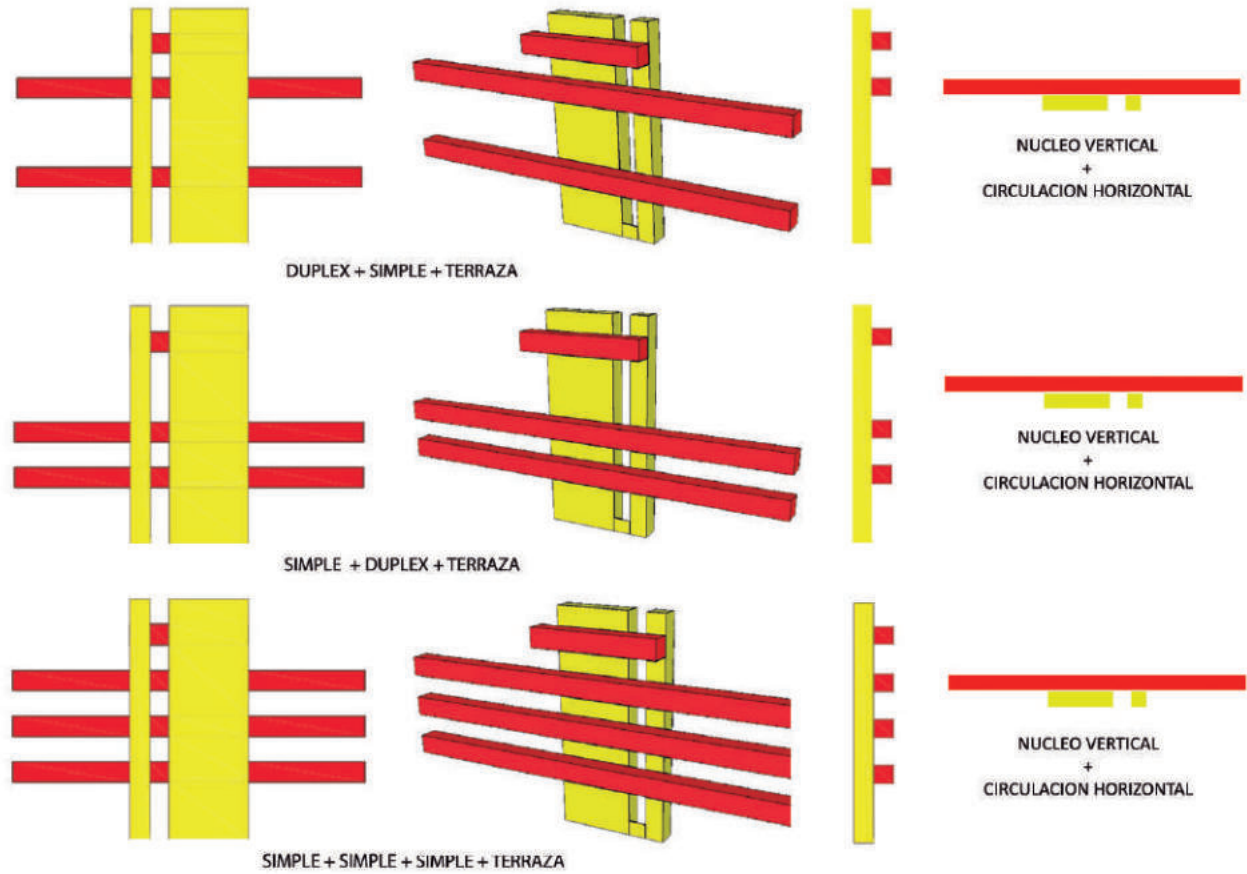 NUCLEO VERTICAL
+
CIRCULACION HORIZONTAL
DUPLEX + SIMPLE + TERRAZA
NUCLEO VERTICAL
+
CIRCULACION HORIZONTAL
SIMPLE + DUPLEX + TERRAZA
NUCLEO VERTICAL
+
CIRCULACION HORIZONTAL
SIMPLE + SIMPLE + SIMPLE + TERRAZA